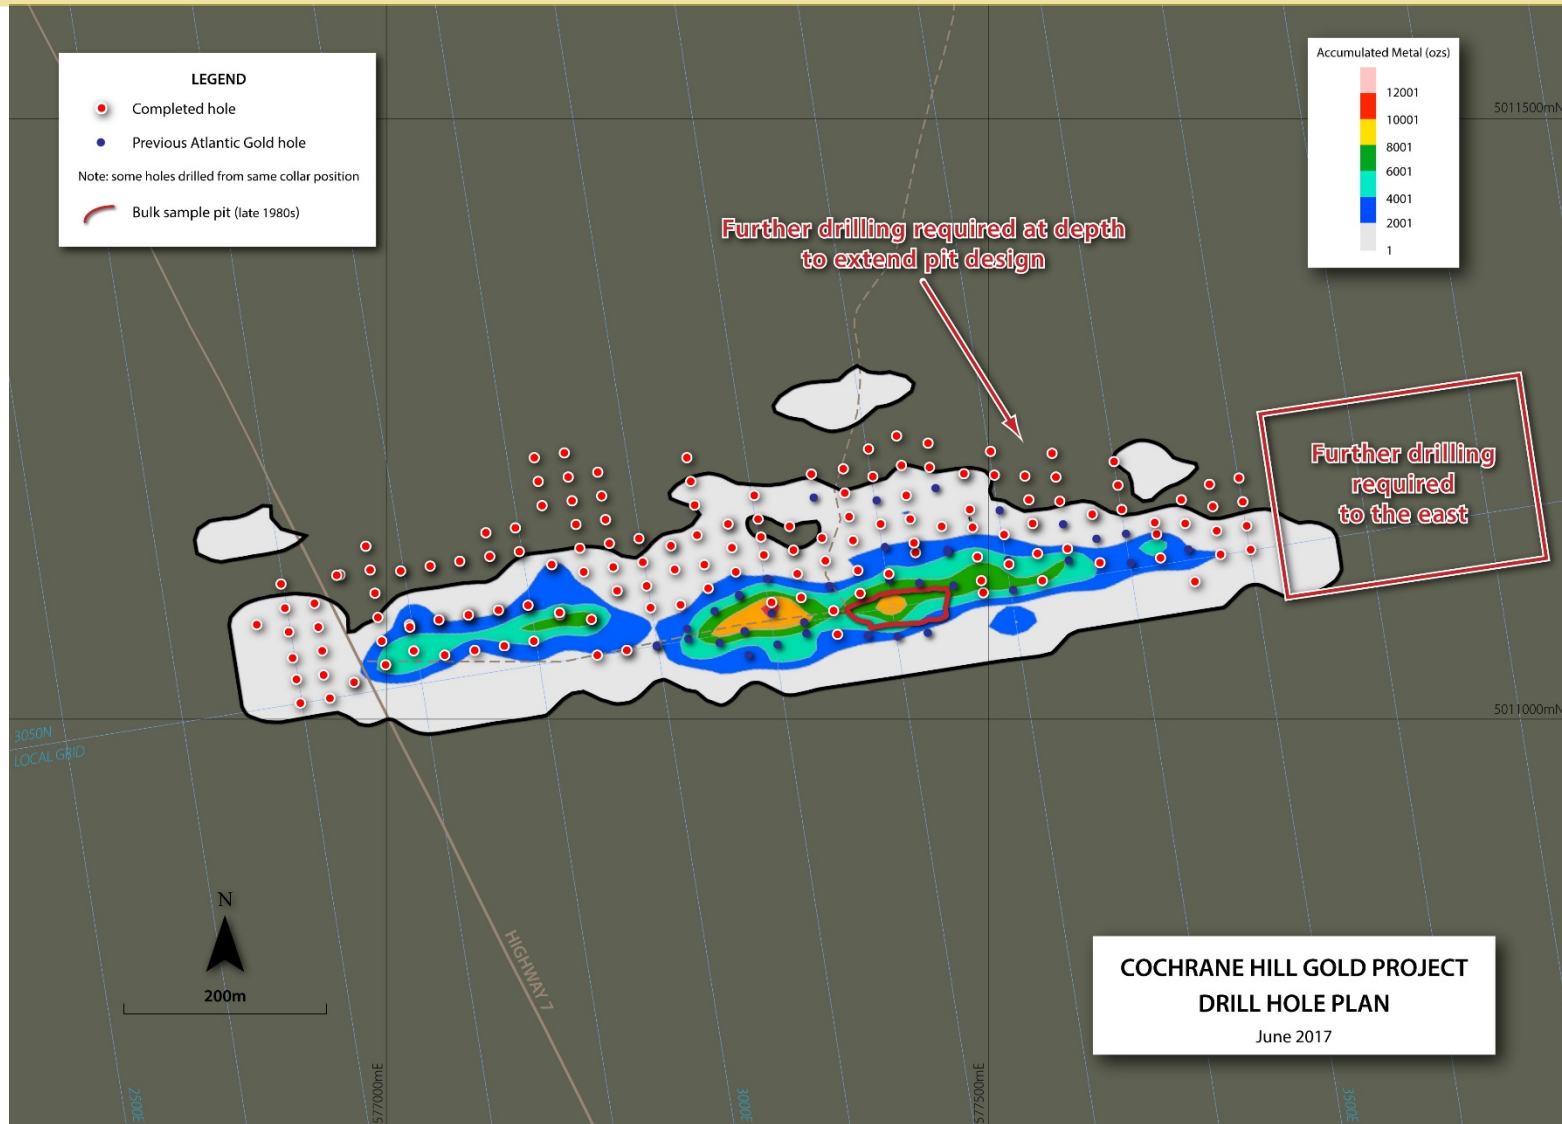 LEGEND
Completed hole
Previous Atlantic Gold hole
Note: some holes drilled from same collar position
Bulk sample pit (late 1980s)
Accumulated Metal (ozs)
12001
10001
8001
6001
4001
2001
1
5011500mN
Further drilling required at depth
to extend pit design
Further drilling
required
to the east
5011000mN
3050N
LOCAL GRID
N
200m
HIGHWAY 7
COCHRANE HILL GOLD PROJECT
DRILL HOLE PLAN
June 2017
2500E
577000mE
3000E
577500mE
3500E